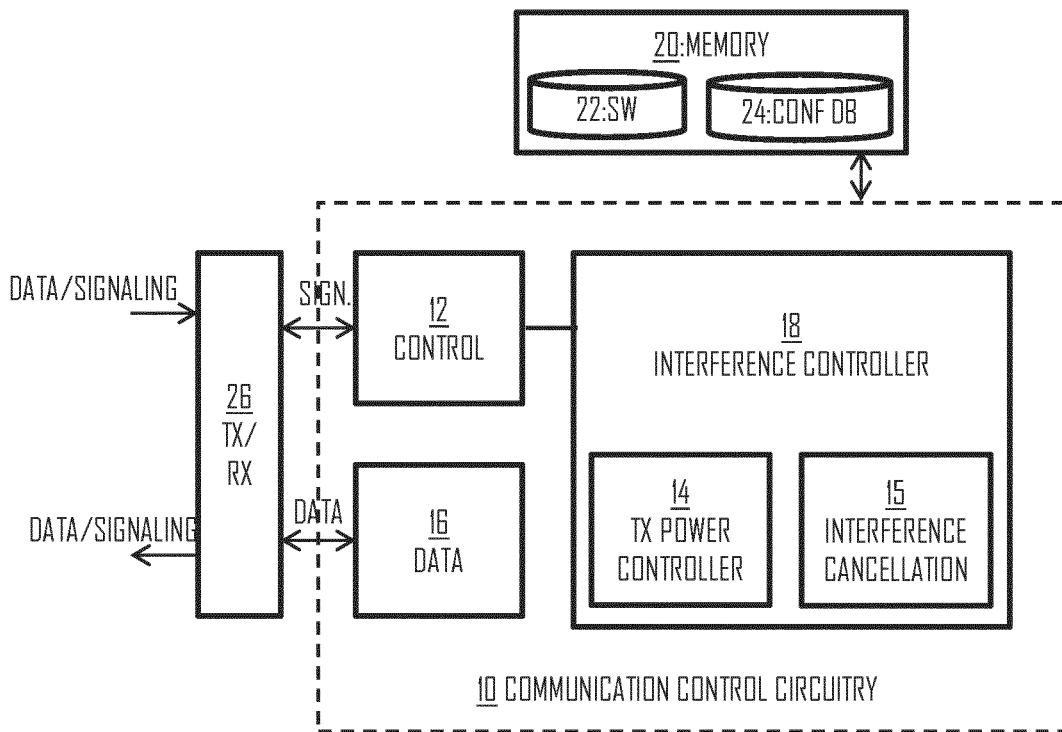 20:MEMORY
22:SW
24:CONF DB
DATA/SIGNALING
SIGN.
12
CONTROL
18
INTERFERENCE CONTROLLER
26
TX/
RX
DATA/SIGNALING
DATA
16
DATA
14
TX POWER
CONTROLLER
15
INTERFERENCE
CANCELLATION
10 COMMUNICATION CONTROL CIRCUITRY